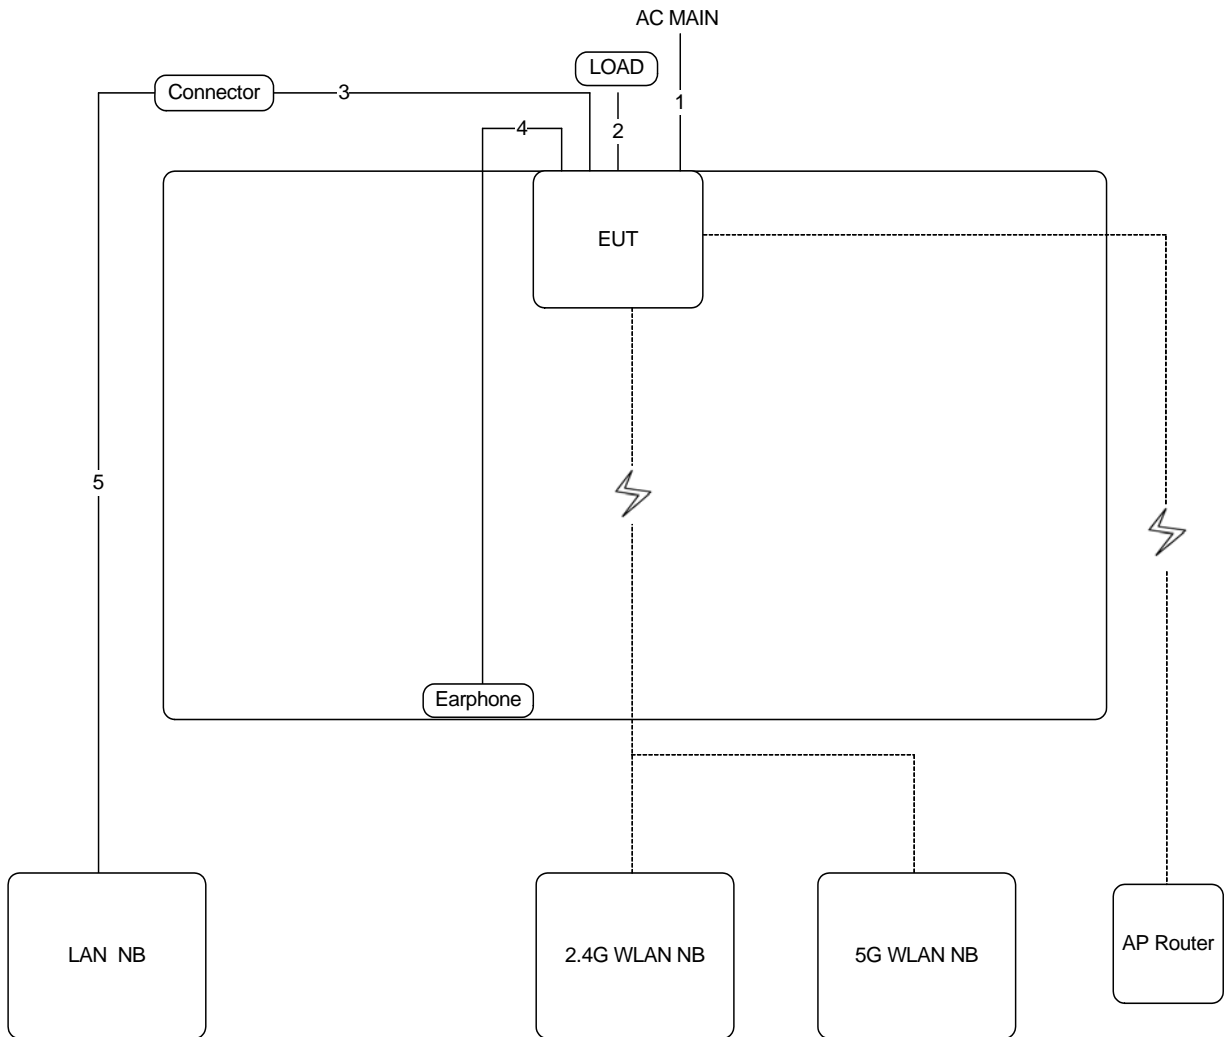 AC MAIN
LOAD
Connector
3
1
4
2
EUT
5
Earphone
LAN NB
2.4G WLAN NB
5G WLAN NB
AP Router